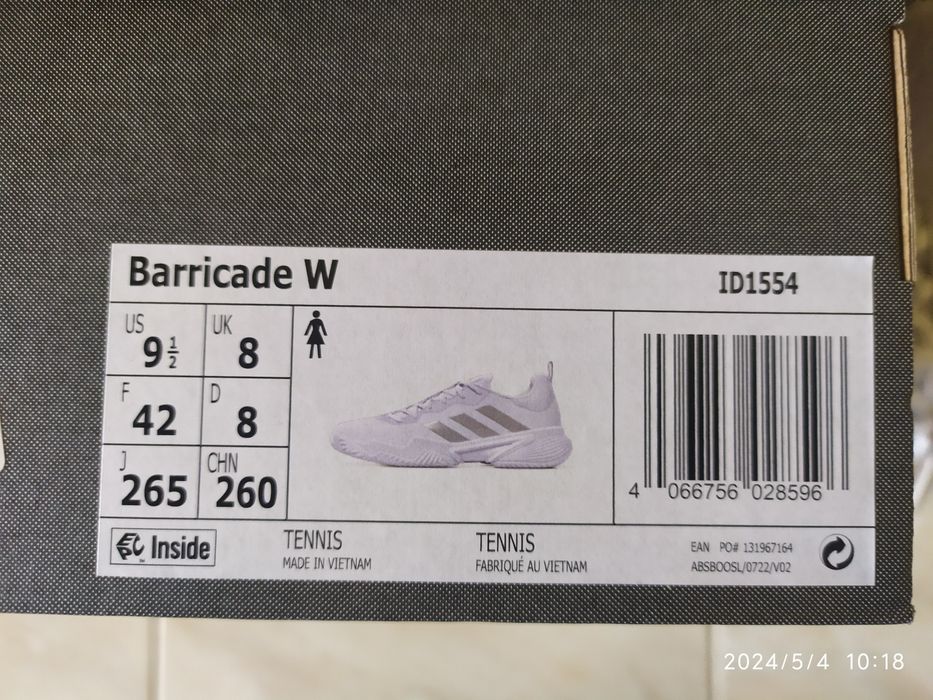 Barricade W
ID1554
US
9 1/2
UK
8
F
42
D
8
J
265
CHN
260
4 066756 028596
Inside
TENNIS
MADE IN VIETNAM
TENNIS
FABRIQUÉ AU VIETNAM
EAN PO# 131967164
ABSBOOSL/0722/V02
2024/5/4 10:18